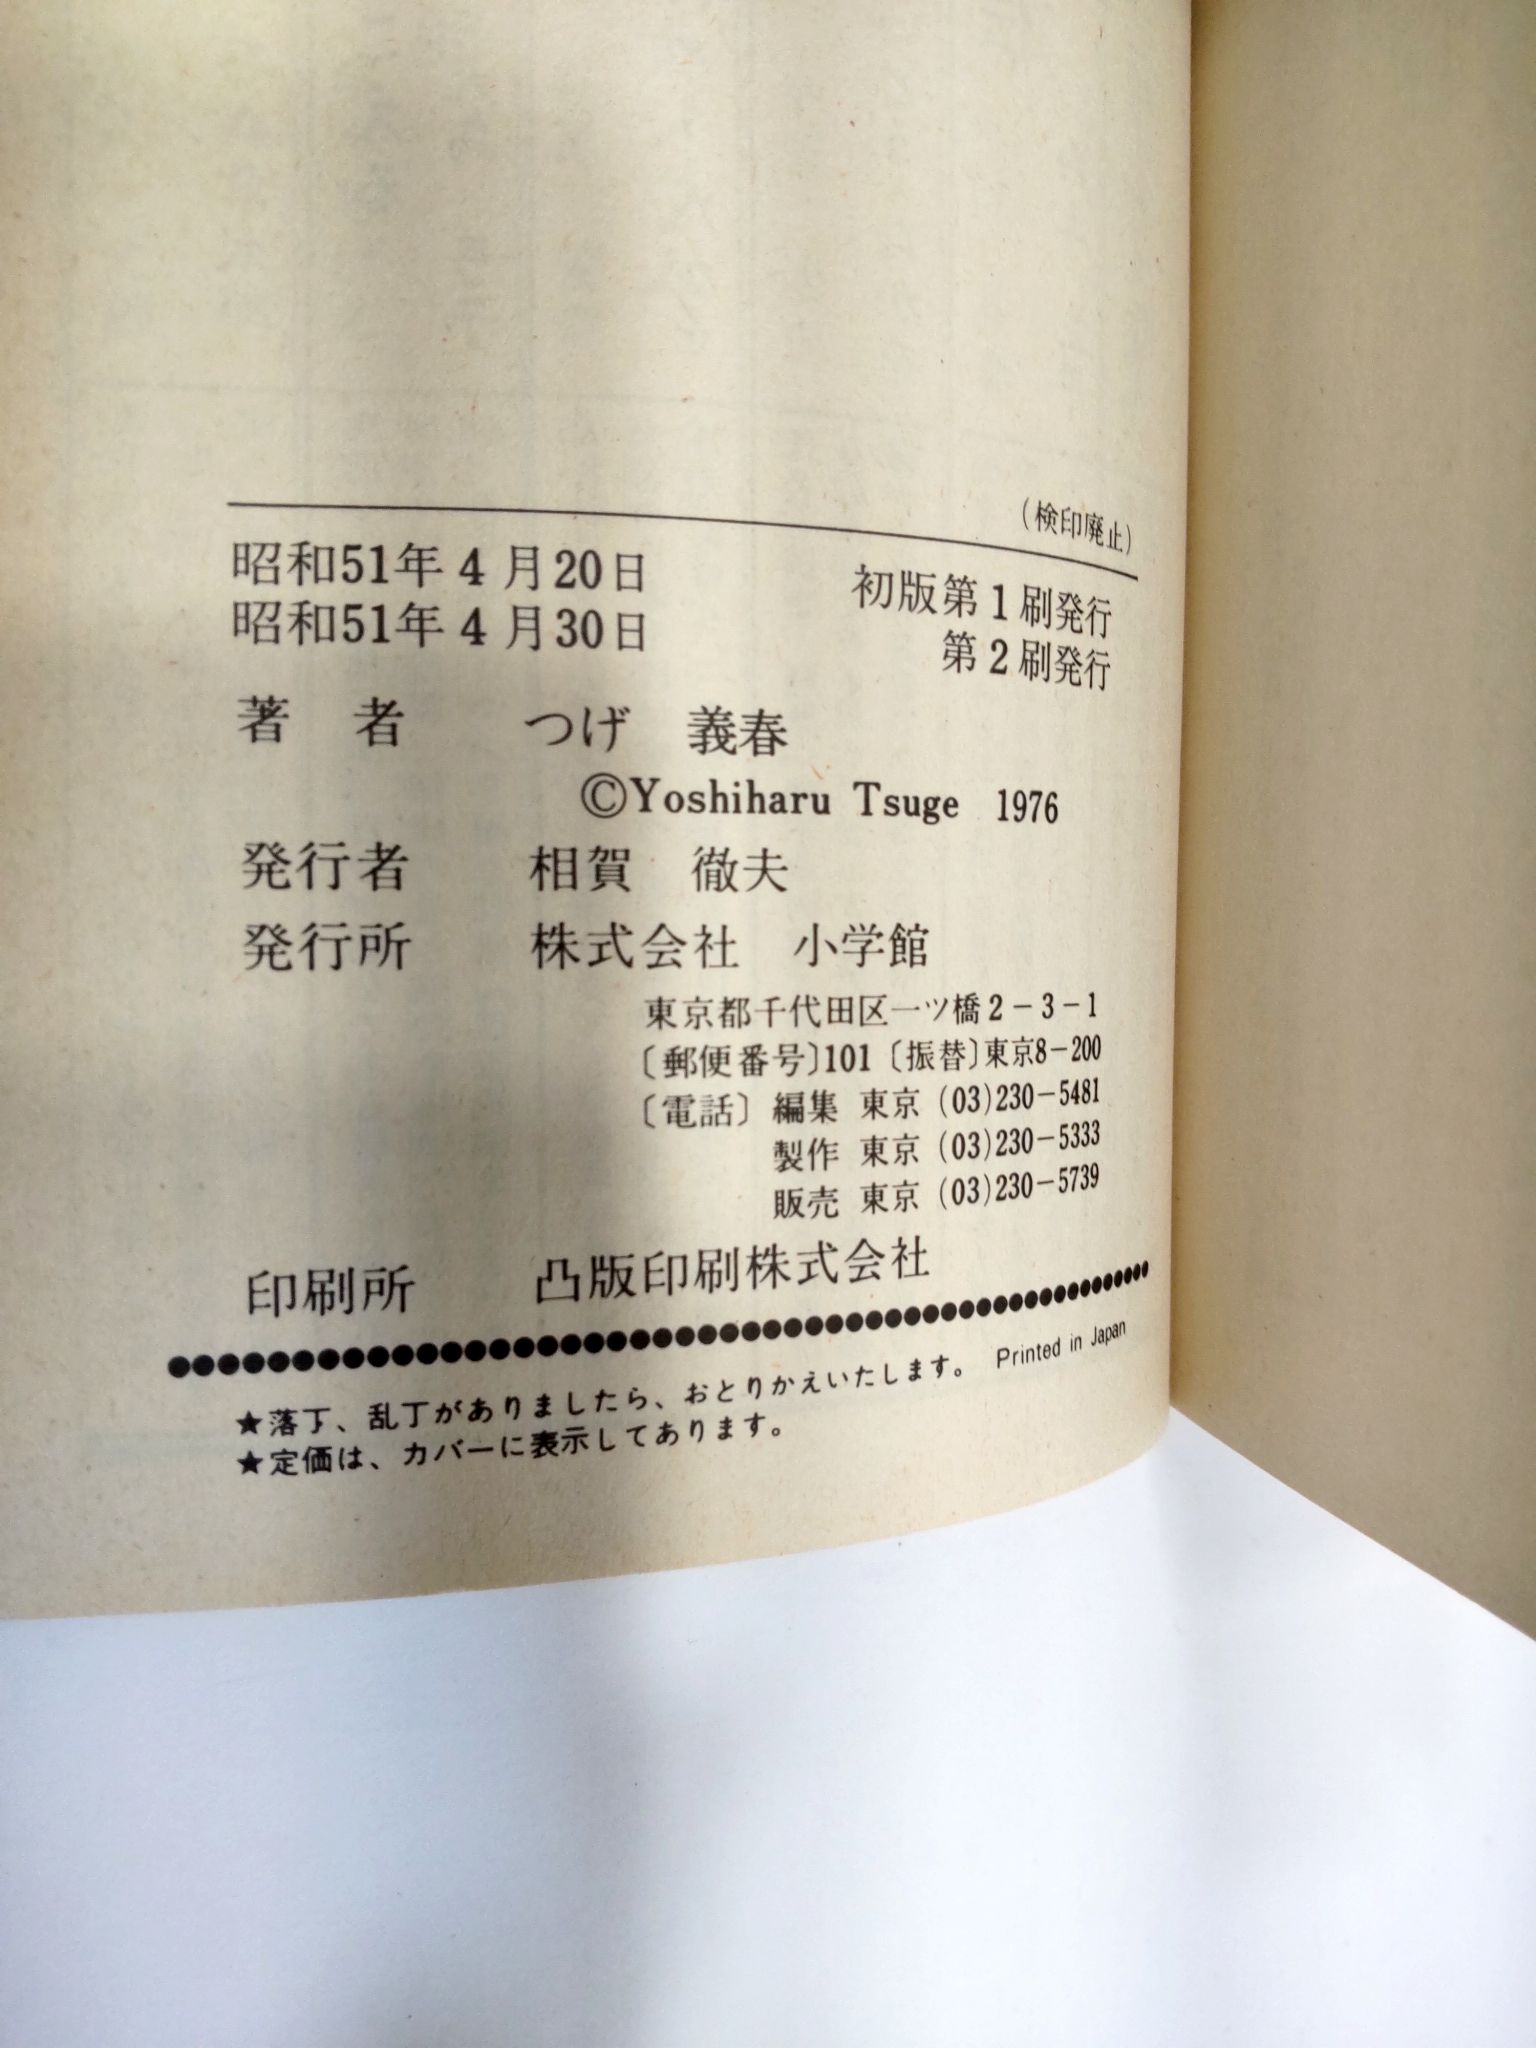 (検印廃止)
昭和51年4月20日 初版第1刷発行
昭和51年4月30日 第2刷発行
著 者 つげ 義春
©Yoshiharu Tsuge 1976
発行者 相賀 徹夫
発行所 株式会社 小学館
東京都千代田区一ツ橋2-3-1
〔郵便番号〕101〔振替〕東京8-200
〔電話〕編集 東京 (03)230-5481
製作 東京 (03)230-5333
販売 東京 (03)230-5739
印刷所 凸版印刷株式会社
★落丁、乱丁がありましたら、おとりかえいたします。 Printed in Japan
★定価は、カバーに表示してあります。